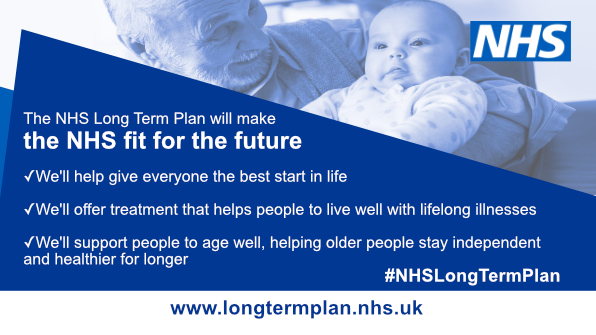 NHS
The NHS Long Term Plan will make
the NHS fit for the future
✓We'll help give everyone the best start in life
✓We'll offer treatment that helps people to live well with lifelong illnesses
✓We'll support people to age well, helping older people stay independent
and healthier for longer
#NHSLongTermPlan
www.longtermplan.nhs.uk